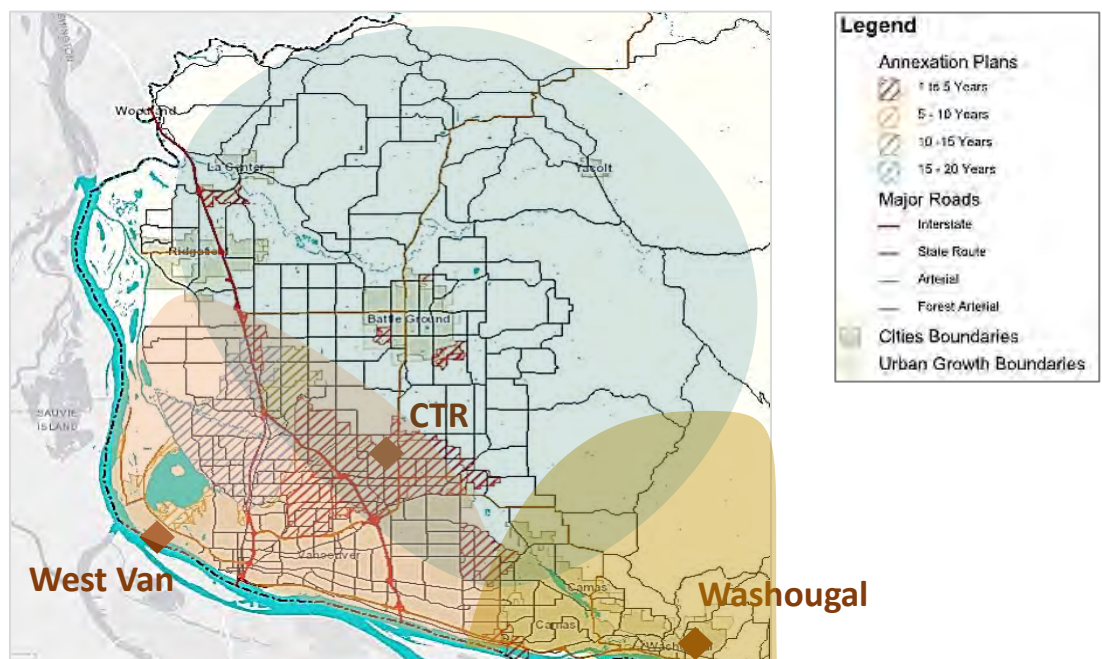 Legend
Annexation Plans
1 to 5 Years
5 - 10 Years
10 -15 Years
15 - 20 Years
Major Roads
Interstate
State Route
Arterial
Forest Arterial
Cities Boundaries
Urban Growth Boundaries
Woodland
La Center
Yacolt
Ridgefield
Battle Ground
SAUVIE
ISLAND
CTR
Vancouver
West Van
Camas
Washougal
Camas